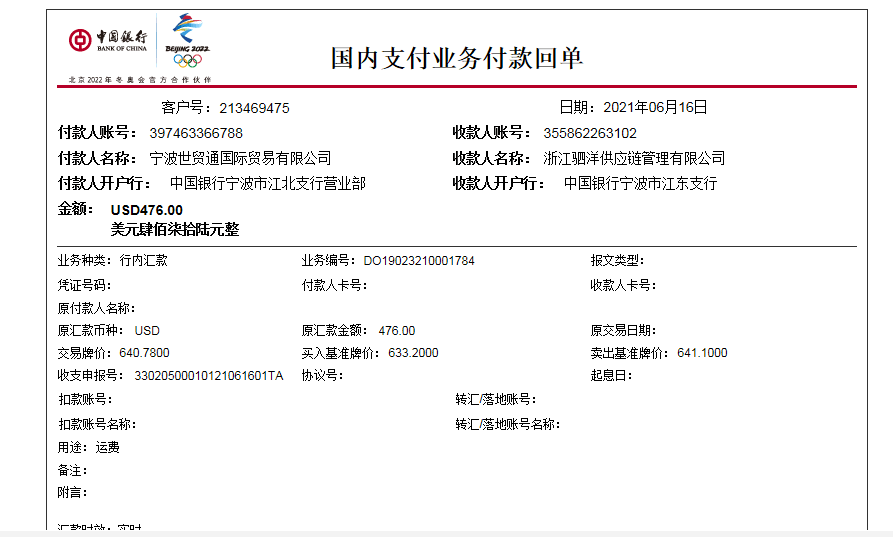 中国银行
BANK OF CHINA
BEIJING 2022
北京2022年冬奥会官方合作伙伴
国内支付业务付款回单
客户号：213469475 日期：2021年06月16日
付款人账号：397463366788 收款人账号：355862263102
付款人名称：宁波世贸通国际贸易有限公司 收款人名称：浙江驷洋供应链管理有限公司
付款人开户行：中国银行宁波市江北支行营业部 收款人开户行：中国银行宁波市江东支行
金额：USD476.00
美元肆佰柒拾陆元整
业务种类：行内汇款 业务编号：DO19023210001784 报文类型：
凭证号码： 付款人卡号： 收款人卡号：
原付款人名称：
原汇款币种：USD 原汇款金额：476.00 原交易日期：
交易牌价：640.7800 买入基准牌价：633.2000 卖出基准牌价：641.1000
收支申报号：33020500010121061601TA 协议号： 起息日：
扣款账号： 转汇/落地账号：
扣款账号名称： 转汇/落地账号名称：
用途：运费
备注：
附言：
汇款时效：实时